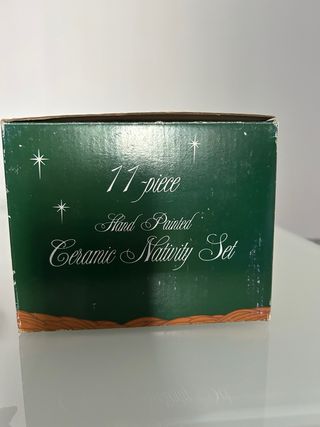 11-piece
Hand Painted
Ceramic Nativity Set